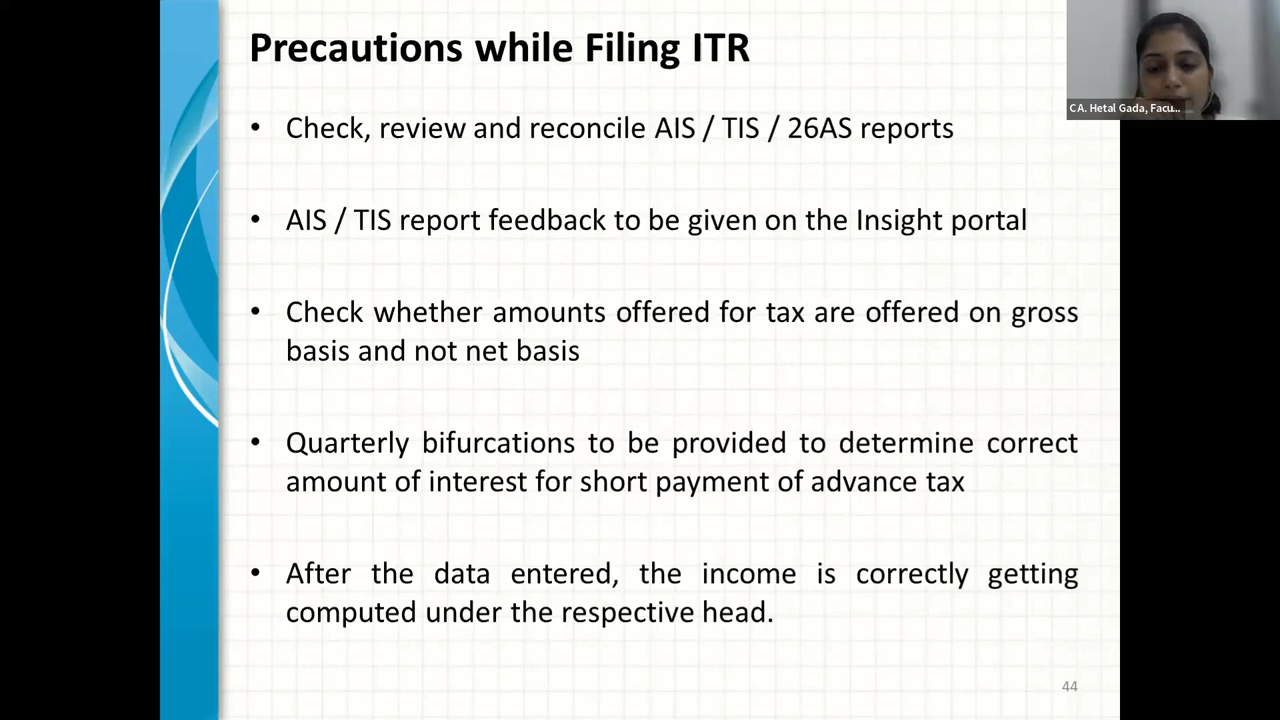 Precautions while Filing ITR
CA. Hetal Gada, Facu...
• Check, review and reconcile AIS / TIS / 26AS reports
• AIS / TIS report feedback to be given on the Insight portal
• Check whether amounts offered for tax are offered on gross
basis and not net basis
• Quarterly bifurcations to be provided to determine correct
amount of interest for short payment of advance tax
• After the data entered, the income is correctly getting
computed under the respective head.
44